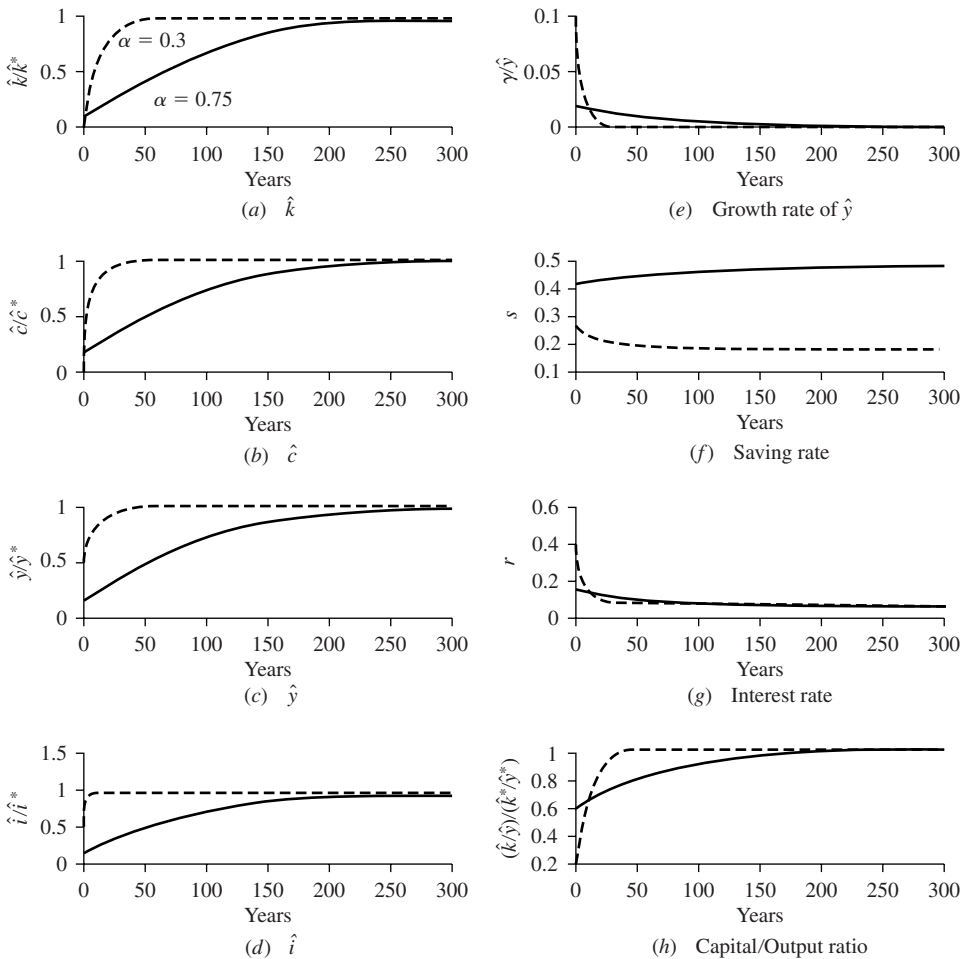 1
0.5
0
k̂/k̂*
α = 0.3
α = 0.75
0 50 100 150 200 250 300
Years
(a) k̂
1
0.5
0
ĉ/ĉ*
0 50 100 150 200 250 300
Years
(b) ĉ
1
0.5
0
ŷ/ŷ*
0 50 100 150 200 250 300
Years
(c) ŷ
1.5
1
0.5
0
î/î*
0 50 100 150 200 250 300
Years
(d) î
0.1
0.05
0
γ/ŷ
0 50 100 150 200 250 300
Years
(e) Growth rate of ŷ
0.5
0.4
0.3
0.2
0.1
s
0 50 100 150 200 250 300
Years
(f) Saving rate
0.6
0.4
0.2
0
r
0 50 100 150 200 250 300
Years
(g) Interest rate
1
0.8
0.6
0.4
0.2
(k̂/ŷ)/(k̂*/ŷ*)
0 50 100 150 200 250 300
Years
(h) Capital/Output ratio